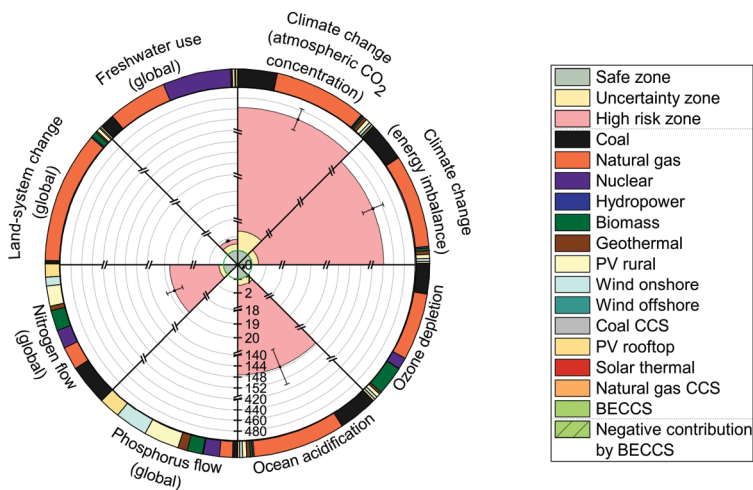 Freshwater use
(global)
Climate change
(atmospheric CO2
concentration)
Climate change
(energy imbalance)
Ozone depletion
Ocean acidification
Phosphorus flow
(global)
Nitrogen flow
(global)
Land-system change
(global)
0
2
18
19
20
140
144
148
152
420
440
460
480
Safe zone
Uncertainty zone
High risk zone
Coal
Natural gas
Nuclear
Hydropower
Biomass
Geothermal
PV rural
Wind onshore
Wind offshore
Coal CCS
PV rooftop
Solar thermal
Natural gas CCS
BECCS
Negative contribution
by BECCS